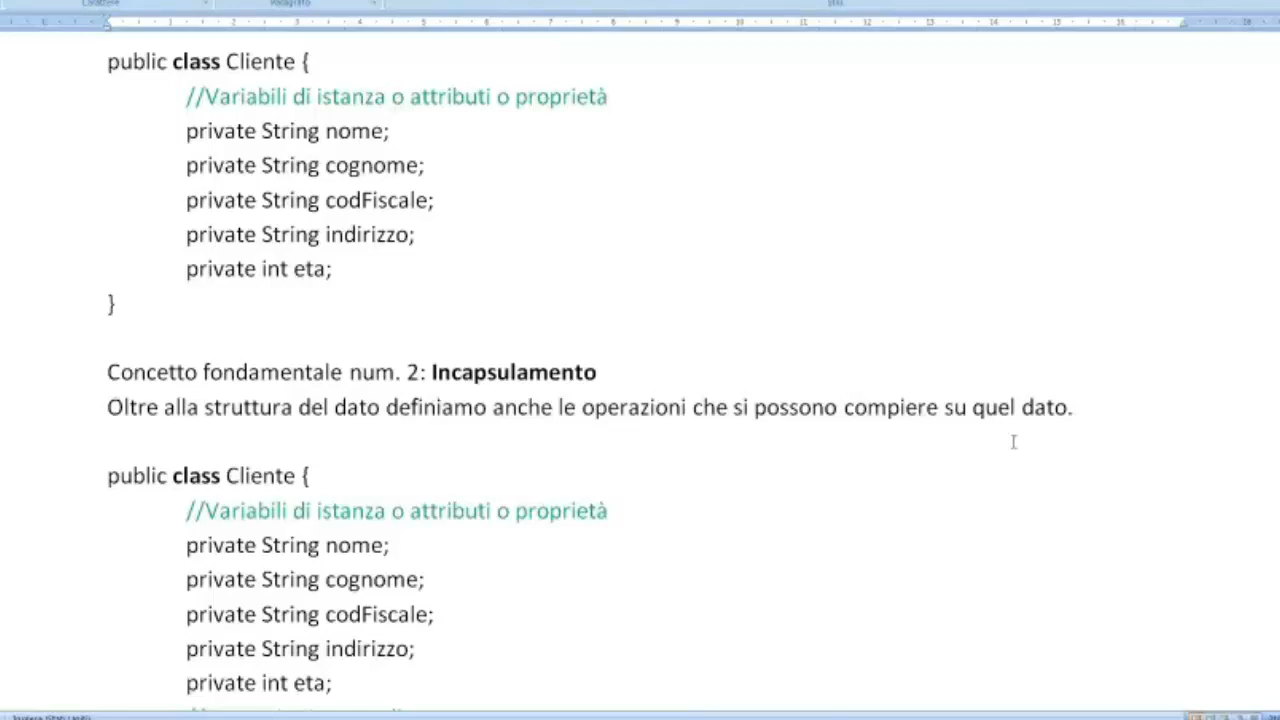 Carattere
Paragrafo
public class Cliente {
//Variabili di istanza o attributi o proprietà
private String nome;
private String cognome;
private String codFiscale;
private String indirizzo;
private int eta;
}
Concetto fondamentale num. 2: Incapsulamento
Oltre alla struttura del dato definiamo anche le operazioni che si possono compiere su quel dato.
public class Cliente {
//Variabili di istanza o attributi o proprietà
private String nome;
private String cognome;
private String codFiscale;
private String indirizzo;
private int eta;